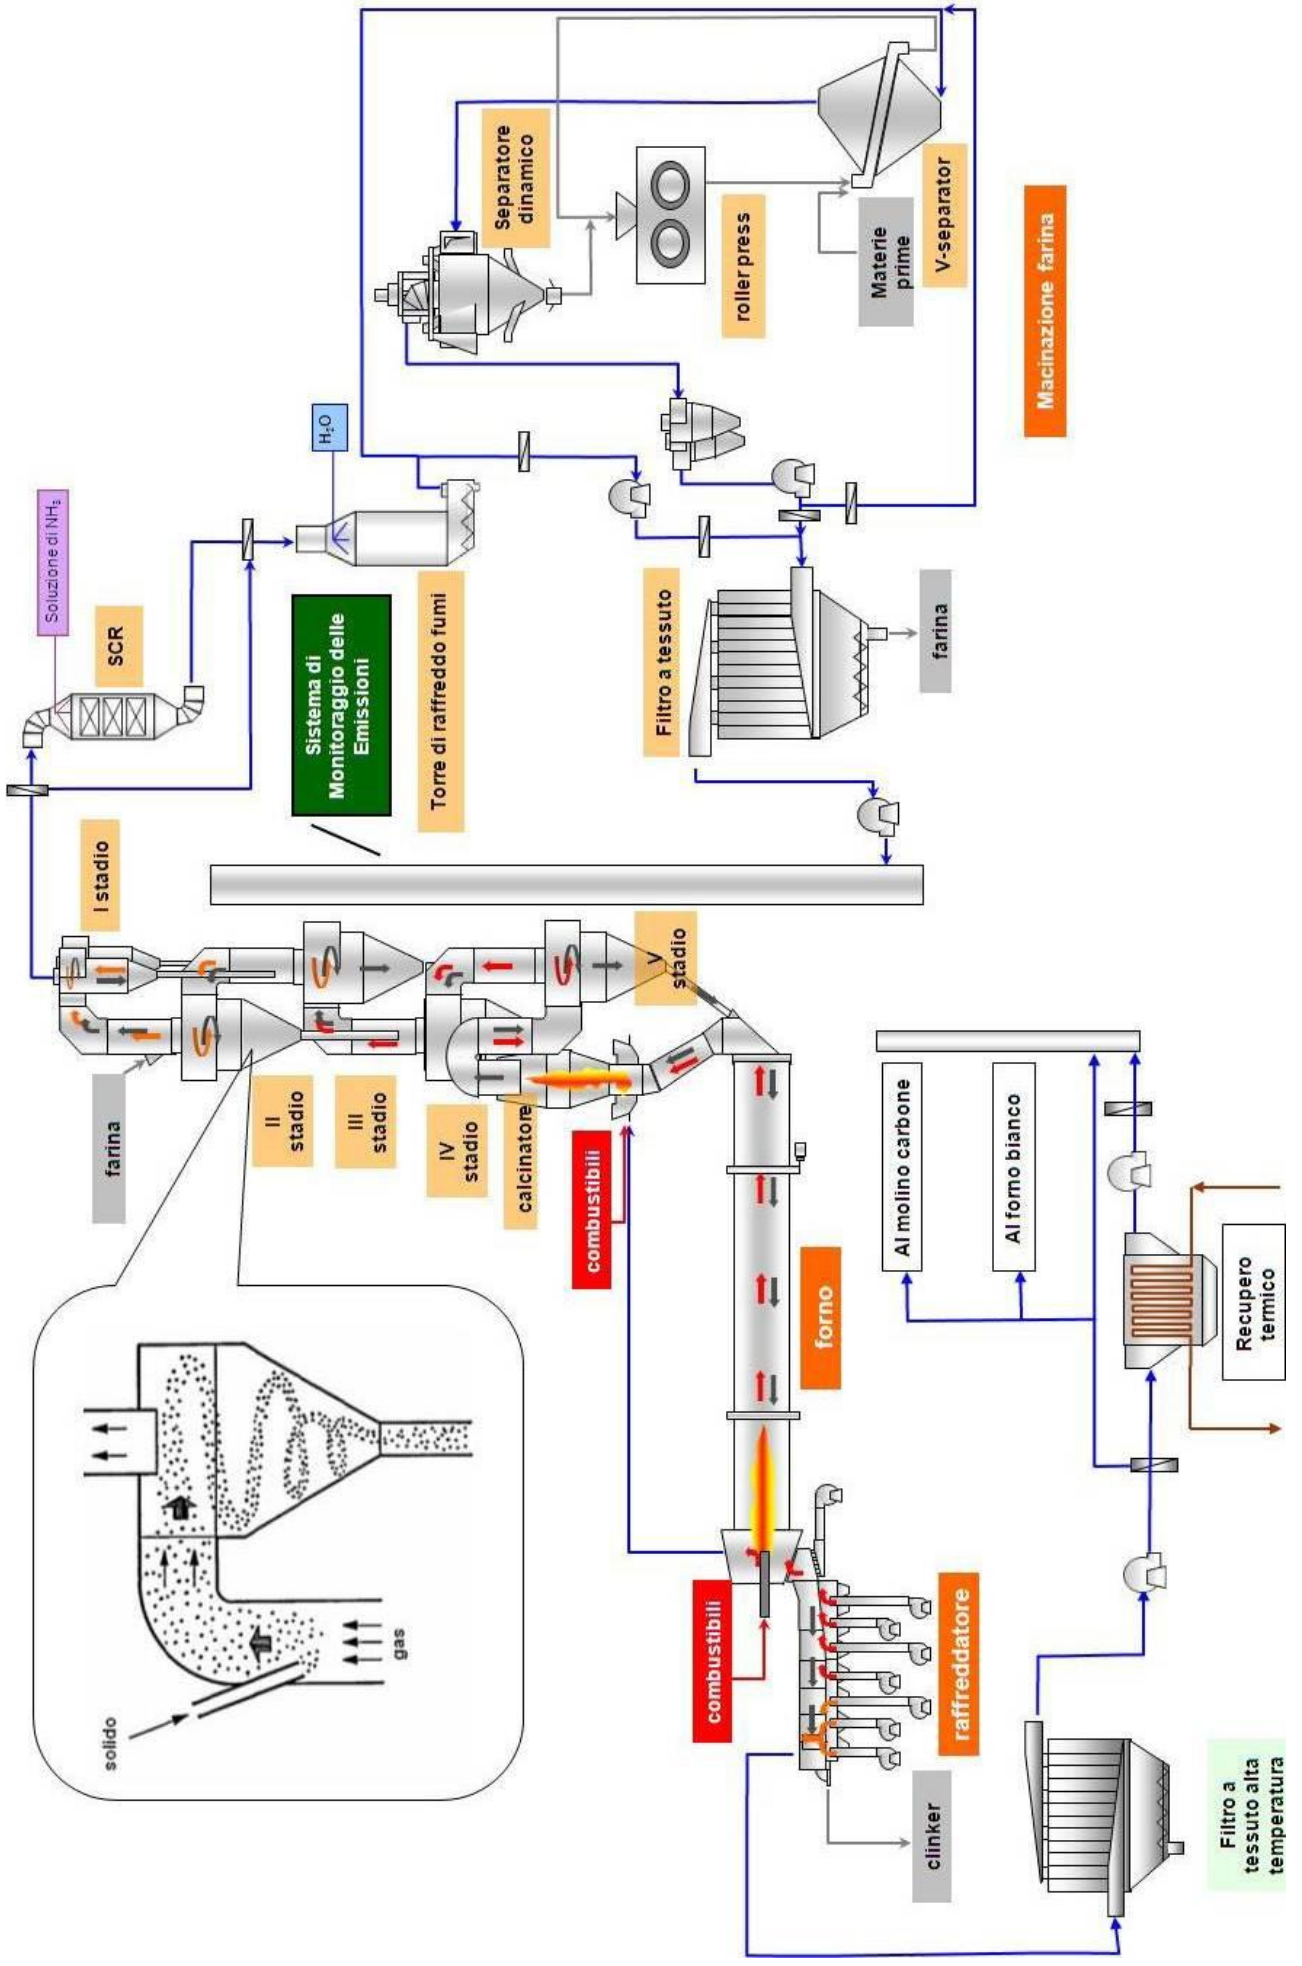 solido
gas
farina
I stadio
II
stadio
III
stadio
IV
stadio
calcinatore
V
stadio
SCR
Soluzione di NH₃
H₂O
Sistema di
Monitoraggio delle
Emissioni
Torre di raffreddo fumi
Separatore
dinamico
roller press
Materie
prime
V-separator
Macinazione farina
Filtro a tessuto
farina
combustibili
combustibili
forno
raffreddatore
clinker
Al molino carbone
Al forno bianco
Recupero
termico
Filtro a
tessuto alta
temperatura